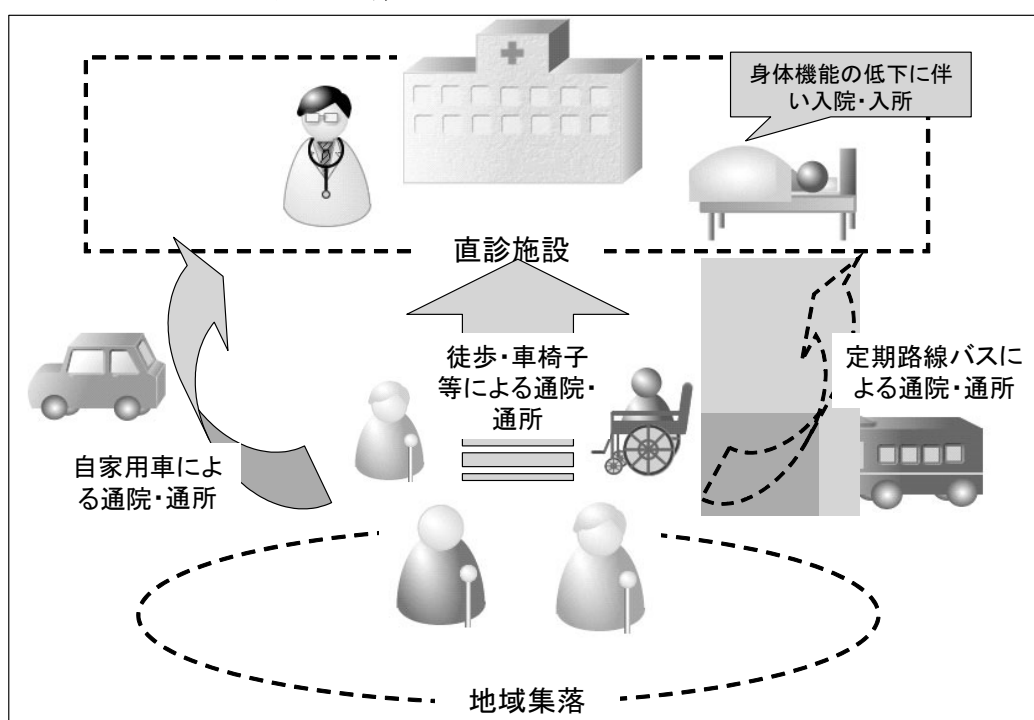 身体機能の低下に伴
い入院・入所
直診施設
徒歩・車椅子
等による通院・
通所
定期路線バスに
よる通院・通所
自家用車によ
る通院・通所
地域集落